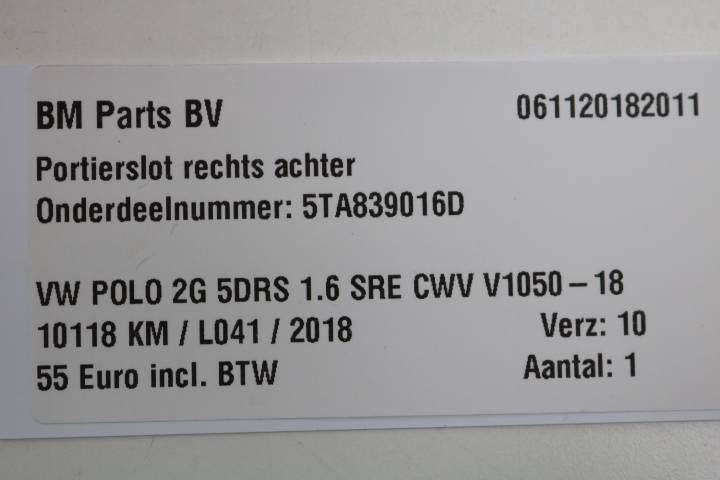 BM Parts BV 061120182011
Portierslot rechts achter
Onderdeelnummer: 5TA839016D
VW POLO 2G 5DRS 1.6 SRE CWV V1050 – 18
10118 KM / L041 / 2018 Verz: 10
55 Euro incl. BTW Aantal: 1